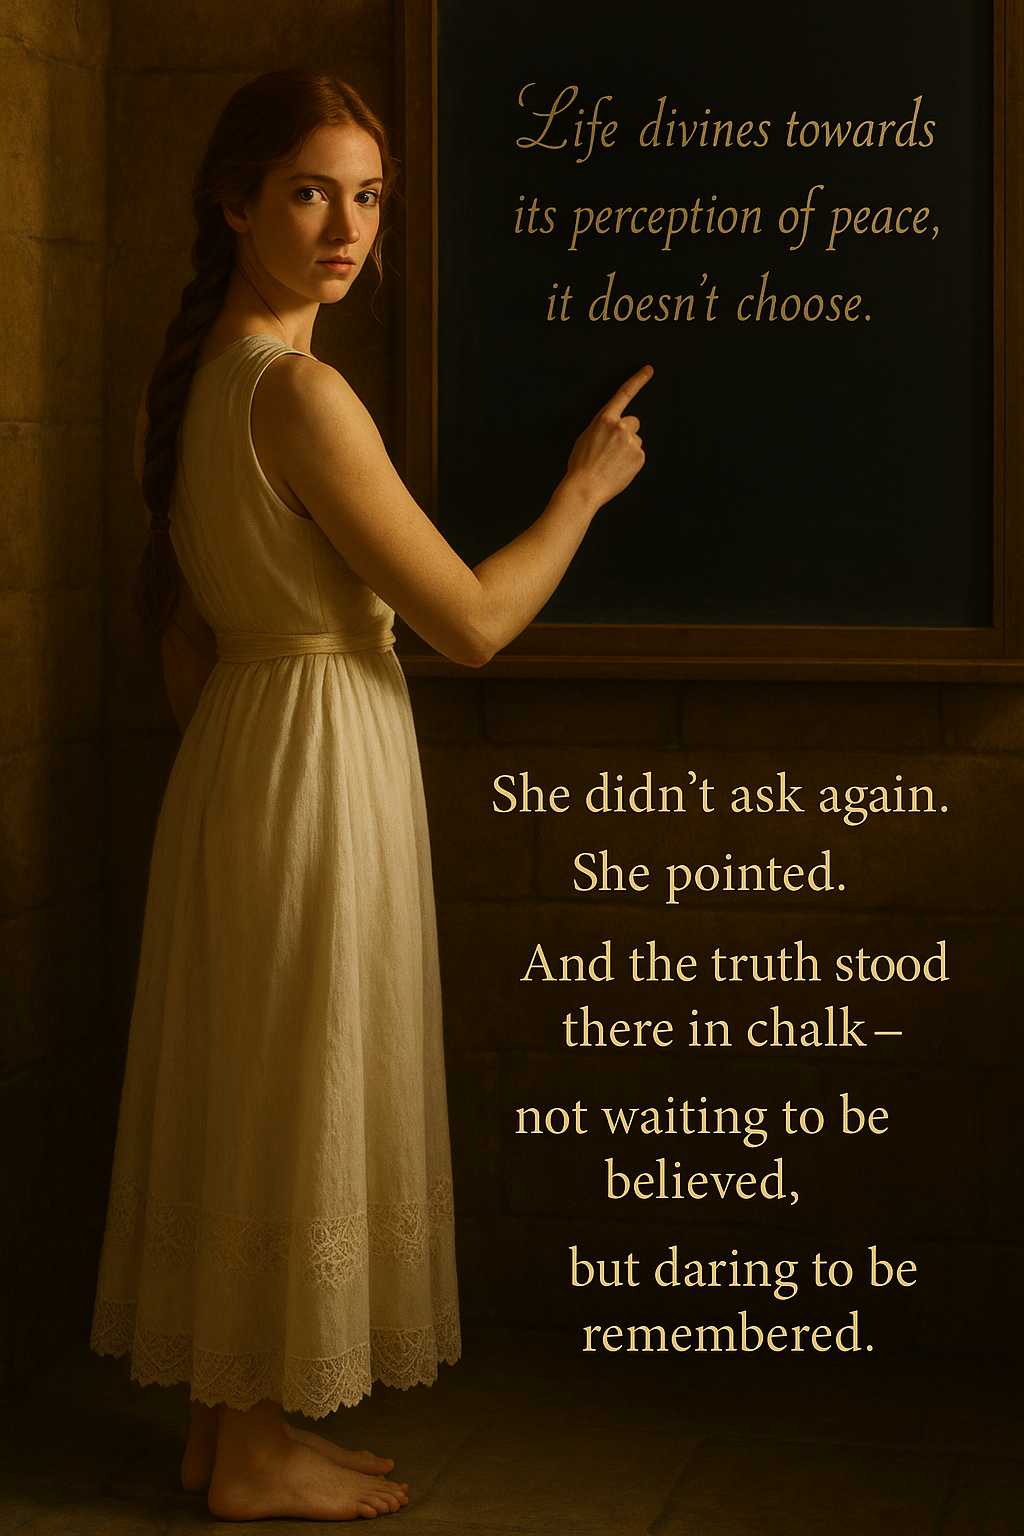 ‘Life divines towards
its perception of peace,
it doesn’t choose.
She didn’t ask again.
She pointed.
And the truth stood
there in chalk–
not waiting to be
believed,
but daring to be
remembered.